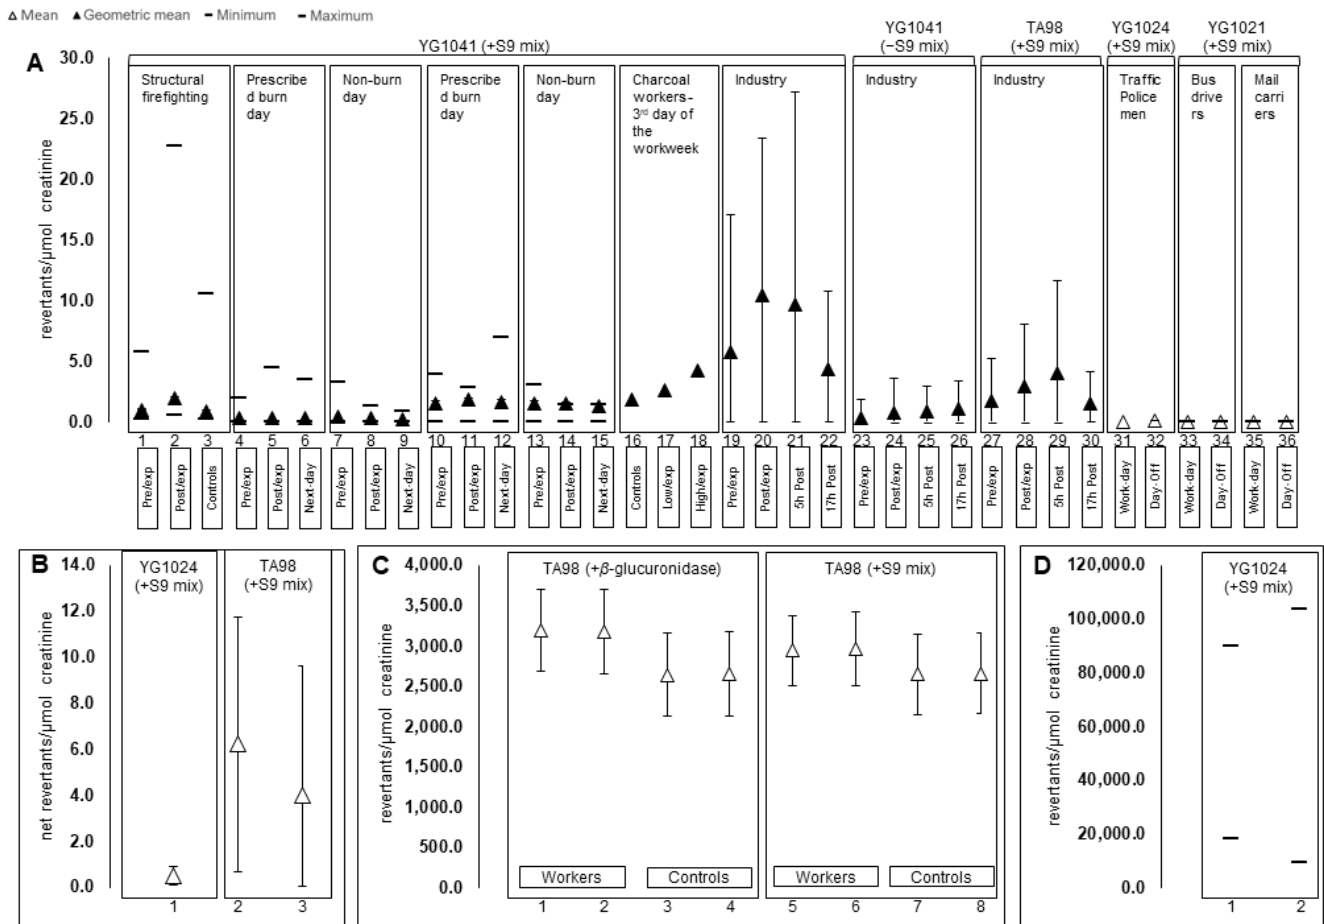 Mean Geometric mean Minimum Maximum
YG1041 (+S9 mix)
YG1041
(−S9 mix)
TA98
(+S9 mix)
YG1024
(+S9 mix)
YG1021
(+S9 mix)
A
revertants/µmol creatinine
30.0
25.0
20.0
15.0
10.0
5.0
0.0
Structural
firefighting
Prescribe
d burn
day
Non-burn
day
Prescribe
d burn
day
Non-burn
day
Charcoal
workers-
3rd day of
the
workweek
Industry
Industry
Industry
Traffic
Police
men
Bus
drive
rs
Mail
carri
ers
1 2 3 4 5 6 7 8 9 10 11 12 13 14 15 16 17 18 19 20 21 22 23 24 25 26 27 28 29 30 31 32 33 34 35 36
Pre/exp
Post/exp
Controls
Pre/exp
Post/exp
Next-day
Pre/exp
Post/exp
Next-day
Pre/exp
Post/exp
Next-day
Pre/exp
Post/exp
Next-day
Controls
Low/exp
High/exp
Pre/exp
Post/exp
5h Post
17h Post
Pre/exp
Post/exp
5h Post
17h Post
Pre/exp
Post/exp
5h Post
17h Post
Work-day
Day-Off
Work-day
Day-Off
Work-day
Day-Off
B
net revertants/µmol creatinine
14.0
12.0
10.0
8.0
6.0
4.0
2.0
0.0
YG1024
(+S9 mix)
TA98
(+S9 mix)
1 2 3
C
revertants/µmol creatinine
4,000.0
3,500.0
3,000.0
2,500.0
2,000.0
1,500.0
1,000.0
500.0
0.0
TA98 (+β-glucuronidase)
TA98 (+S9 mix)
Workers Controls Workers Controls
1 2 3 4 5 6 7 8
D
revertants/µmol creatinine
120,000.0
100,000.0
80,000.0
60,000.0
40,000.0
20,000.0
0.0
YG1024
(+S9 mix)
1 2